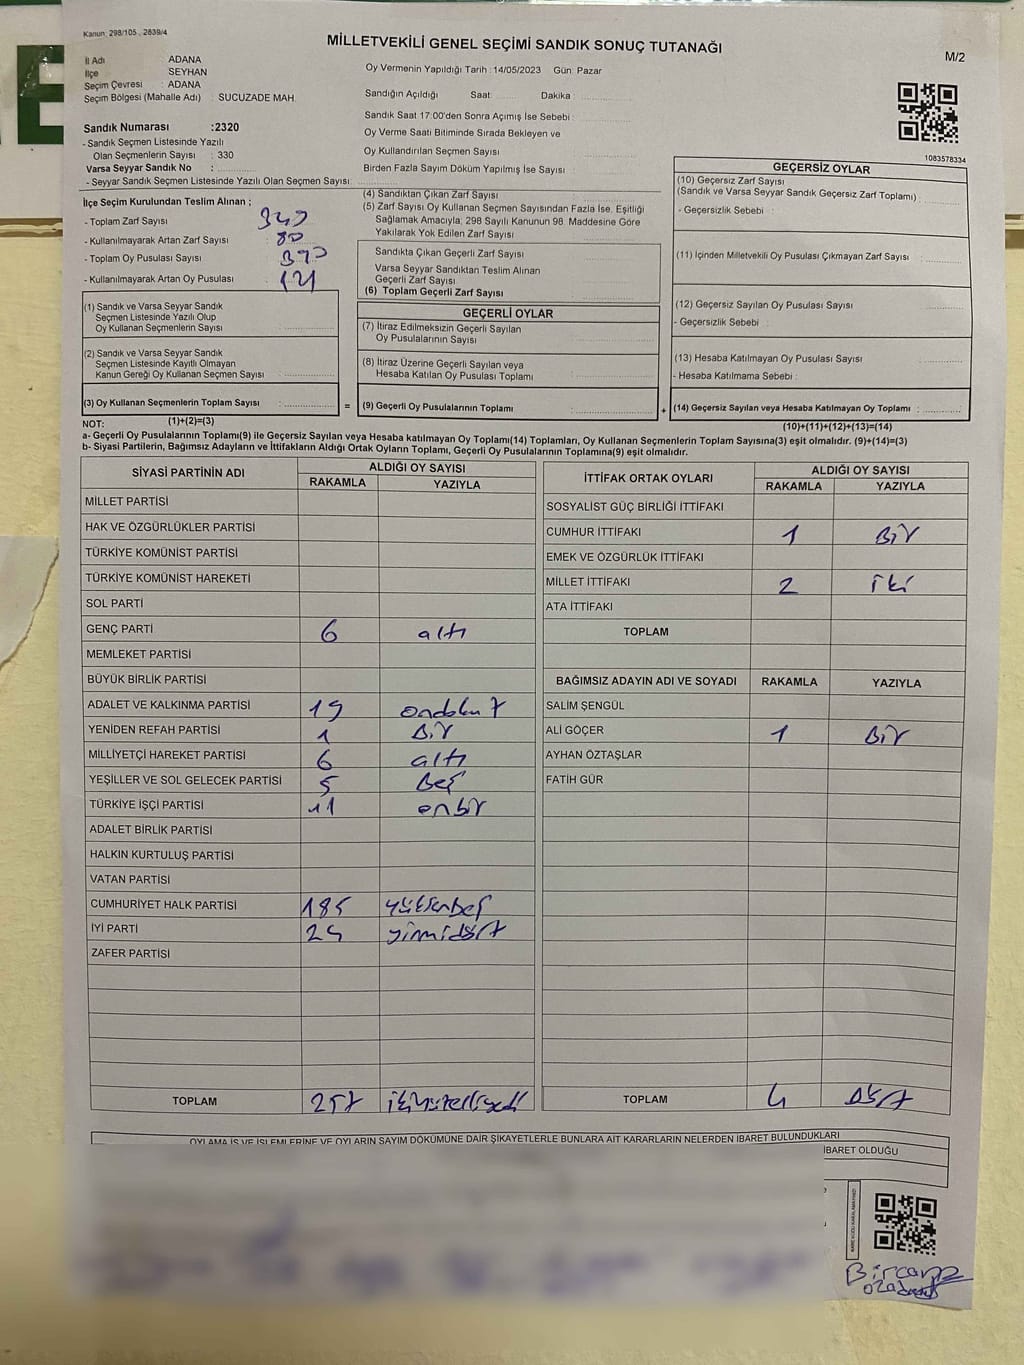 Kanun, 298/105 , 2839/4
MİLLETVEKİLİ GENEL SEÇİMİ SANDIK SONUÇ TUTANAĞI
M/2
İl Adı : ADANA
İlçe : SEYHAN
Seçim Çevresi : ADANA
Seçim Bölgesi (Mahalle Adı) : SUCUZADE MAH.
Oy Vermenin Yapıldığı Tarih :14/05/2023 Gün: Pazar
Sandığın Açıldığı Saat: Dakika :
Sandık Saat 17:00'den Sonra Açımış İse Sebebi :
Oy Verme Saati Bitiminde Sırada Bekleyen ve
Oy Kullandırılan Seçmen Sayısı :
Birden Fazla Sayım Döküm Yapılmış İse Sayısı :
Sandık Numarası :2320
- Sandık Seçmen Listesinde Yazılı
Olan Seçmenlerin Sayısı : 330
Varsa Seyyar Sandık No :
- Seyyar Sandık Seçmen Listesinde Yazılı Olan Seçmen Sayısı:
1083578334
İlçe Seçim Kurulundan Teslim Alınan ;
- Toplam Zarf Sayısı : 340
- Kullanılmayarak Artan Zarf Sayısı : 80
- Toplam Oy Pusulası Sayısı : 390
- Kullanılmayarak Artan Oy Pusulası : 121
(4) Sandıktan Çıkan Zarf Sayısı :
(5) Zarf Sayısı Oy Kullanan Seçmen Sayısından Fazla İse, Eşitliği
Sağlamak Amacıyla; 298 Sayılı Kanunun 98. Maddesine Göre
Yakılarak Yok Edilen Zarf Sayısı
Sandıkta Çıkan Geçerli Zarf Sayısı :
Varsa Seyyar Sandıktan Teslim Alınan
Geçerli Zarf Sayısı :
(6) Toplam Geçerli Zarf Sayısı :
GEÇERSİZ OYLAR
(10) Geçersiz Zarf Sayısı
(Sandık ve Varsa Seyyar Sandık Geçersiz Zarf Toplamı) :
- Geçersizlik Sebebi :
(11) İçinden Milletvekili Oy Pusulası Çıkmayan Zarf Sayısı :
(12) Geçersiz Sayılan Oy Pusulası Sayısı :
- Geçersizlik Sebebi :
(13) Hesaba Katılmayan Oy Pusulası Sayısı :
- Hesaba Katılmama Sebebi :
(14) Geçersiz Sayılan veya Hesaba Katılmayan Oy Toplamı :
(10)+(11)+(12)+(13)=(14)
(1) Sandık ve Varsa Seyyar Sandık
Seçmen Listesinde Yazılı Olup
Oy Kullanan Seçmenlerin Sayısı :
(2) Sandık ve Varsa Seyyar Sandık
Seçmen Listesinde Kayıtlı Olmayan
Kanun Gereği Oy Kullanan Seçmen Sayısı :
(3) Oy Kullanan Seçmenlerin Toplam Sayısı : =
(1)+(2)=(3)
GEÇERLİ OYLAR
(7) İtiraz Edilmeksizin Geçerli Sayılan
Oy Pusulalarının Sayısı :
(8) İtiraz Üzerine Geçerli Sayılan veya
Hesaba Katılan Oy Pusulası Toplamı :
(9) Geçerli Oy Pusulalarının Toplamı : +
NOT:
a- Geçerli Oy Pusulalarının Toplamı(9) ile Geçersiz Sayılan veya Hesaba katılmayan Oy Toplamı(14) Toplamları, Oy Kullanan Seçmenlerin Toplam Sayısına(3) eşit olmalıdır. (9)+(14)=(3)
b- Siyasi Partilerin, Bağımsız Adayların ve İttifakların Aldığı Ortak Oyların Toplamı, Geçerli Oy Pusulalarının Toplamına(9) eşit olmalıdır.
SİYASİ PARTİNİN ADI ALDIĞI OY SAYISI
RAKAMLA YAZIYLA
MİLLET PARTİSİ
HAK VE ÖZGÜRLÜKLER PARTİSİ
TÜRKİYE KOMÜNİST PARTİSİ
TÜRKİYE KOMÜNİST HAREKETİ
SOL PARTİ
GENÇ PARTİ 6 altı
MEMLEKET PARTİSİ
BÜYÜK BİRLİK PARTİSİ
ADALET VE KALKINMA PARTİSİ 19 ondokuz
YENİDEN REFAH PARTİSİ 1 Bir
MİLLİYETÇİ HAREKET PARTİSİ 6 altı
YEŞİLLER VE SOL GELECEK PARTİSİ 5 Beş
TÜRKİYE İŞÇİ PARTİSİ 11 onbir
ADALET BİRLİK PARTİSİ
HALKIN KURTULUŞ PARTİSİ
VATAN PARTİSİ
CUMHURİYET HALK PARTİSİ 185
İYİ PARTİ 24 yirmidört
ZAFER PARTİSİ
TOPLAM 257 ikiyüzelliyedi
İTTİFAK ORTAK OYLARI ALDIĞI OY SAYISI
RAKAMLA YAZIYLA
SOSYALİST GÜÇ BİRLİĞİ İTTİFAKI
CUMHUR İTTİFAKI 1 Bir
EMEK VE ÖZGÜRLÜK İTTİFAKI
MİLLET İTTİFAKI 2 iki
ATA İTTİFAKI
TOPLAM
BAĞIMSIZ ADAYIN ADI VE SOYADI RAKAMLA YAZIYLA
SALİM ŞENGÜL
ALİ GÖÇER 1 Bir
AYHAN ÖZTAŞLAR
FATİH GÜR
TOPLAM 4 Dört
OYLAMA İŞ VE İŞLEMLERİNE VE OYLARIN SAYIM DÖKÜMÜNE DAİR ŞİKAYETLERLE BUNLARA AİT KARARLARIN NELERDEN İBARET BULUNDUKLARI
İBARET OLDUĞU